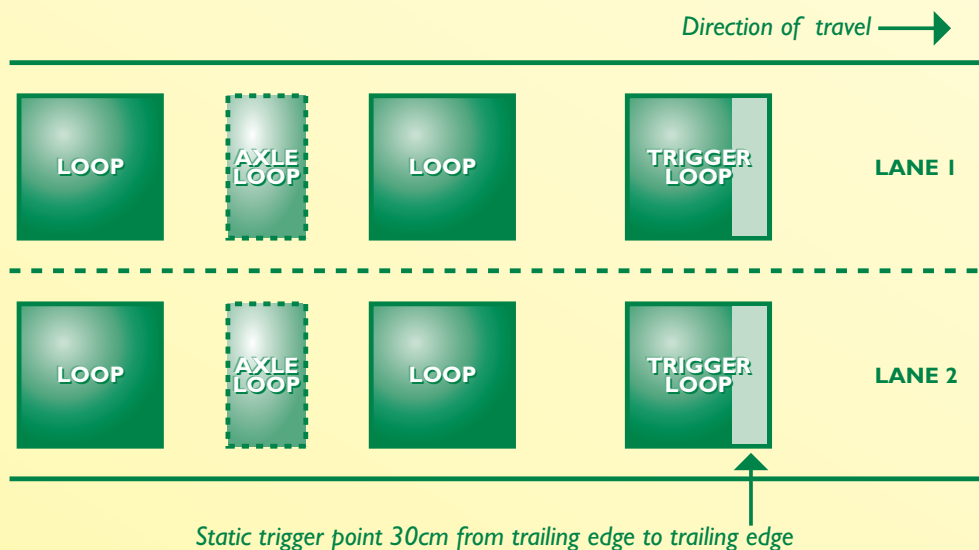 Direction of travel
LOOP
AXLE
LOOP
LOOP
TRIGGER
LOOP
LANE 1
LOOP
AXLE
LOOP
LOOP
TRIGGER
LOOP
LANE 2
Static trigger point 30cm from trailing edge to trailing edge